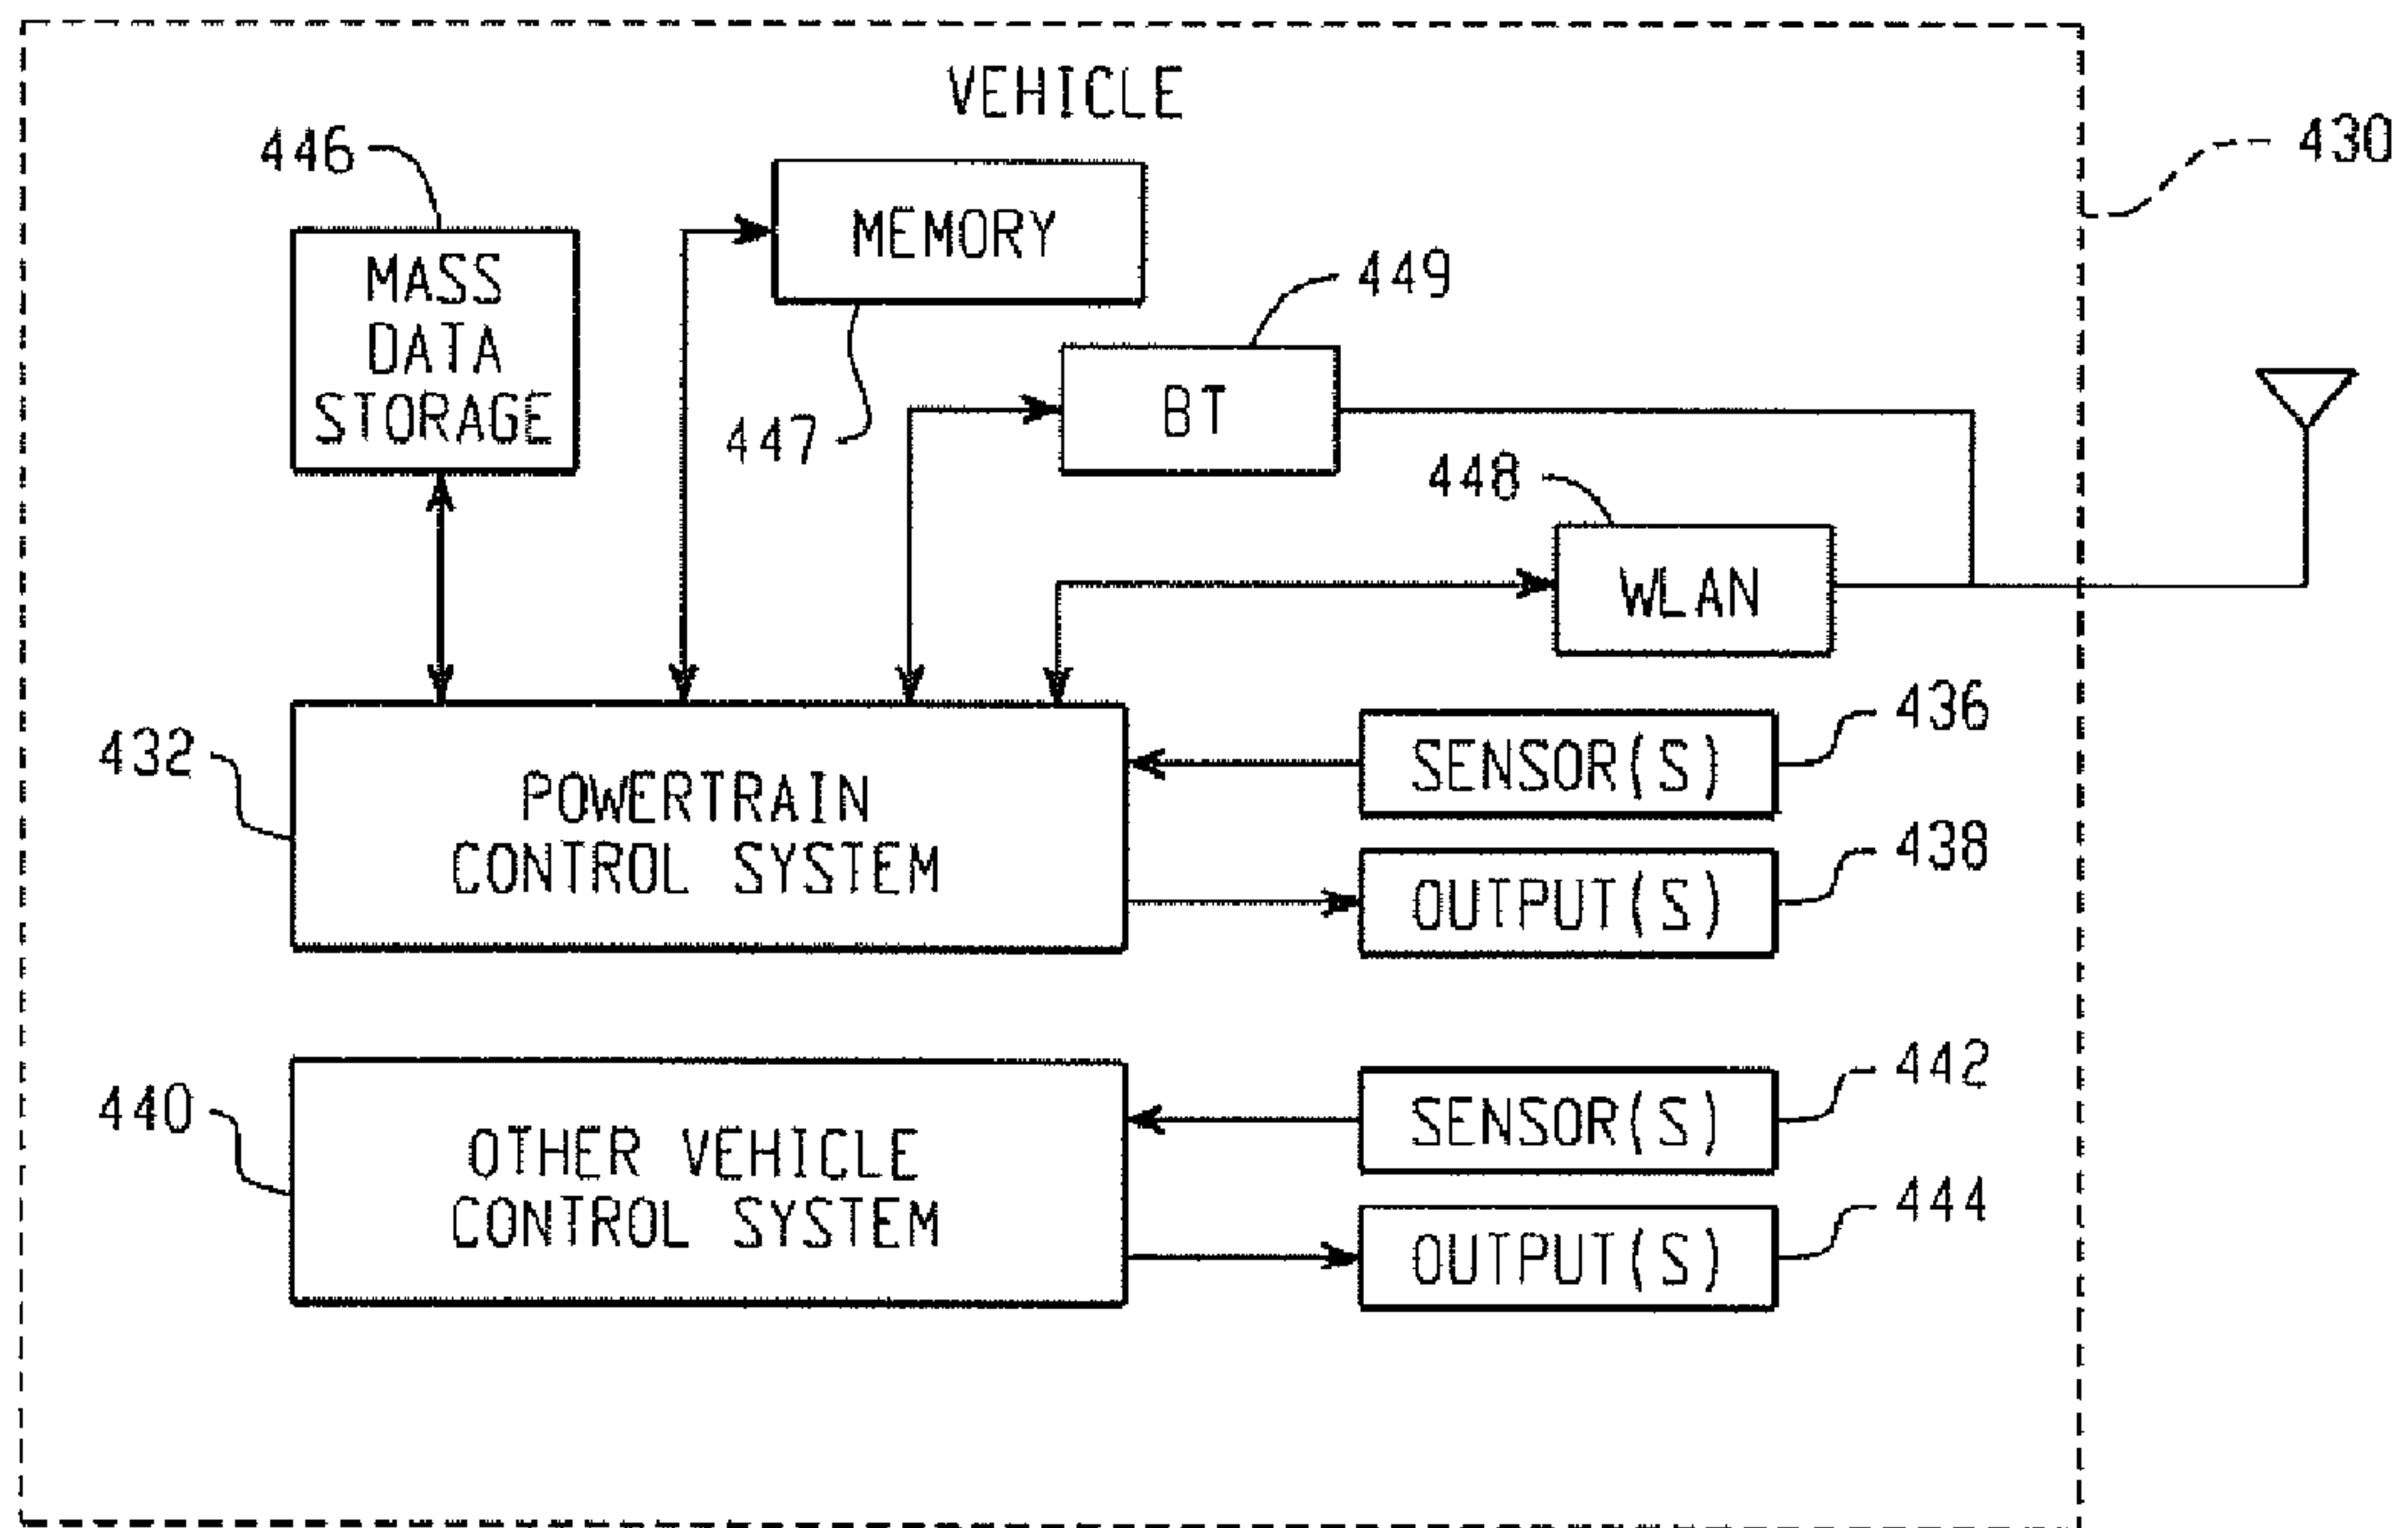 VEHICLE
430
446
MASS
DATA
STORAGE
MEMORY
447
449
BT
448
WLAN
432
POWERTRAIN
CONTROL SYSTEM
SENSOR(S)
436
OUTPUT(S)
438
440
OTHER VEHICLE
CONTROL SYSTEM
SENSOR(S)
442
OUTPUT(S)
444